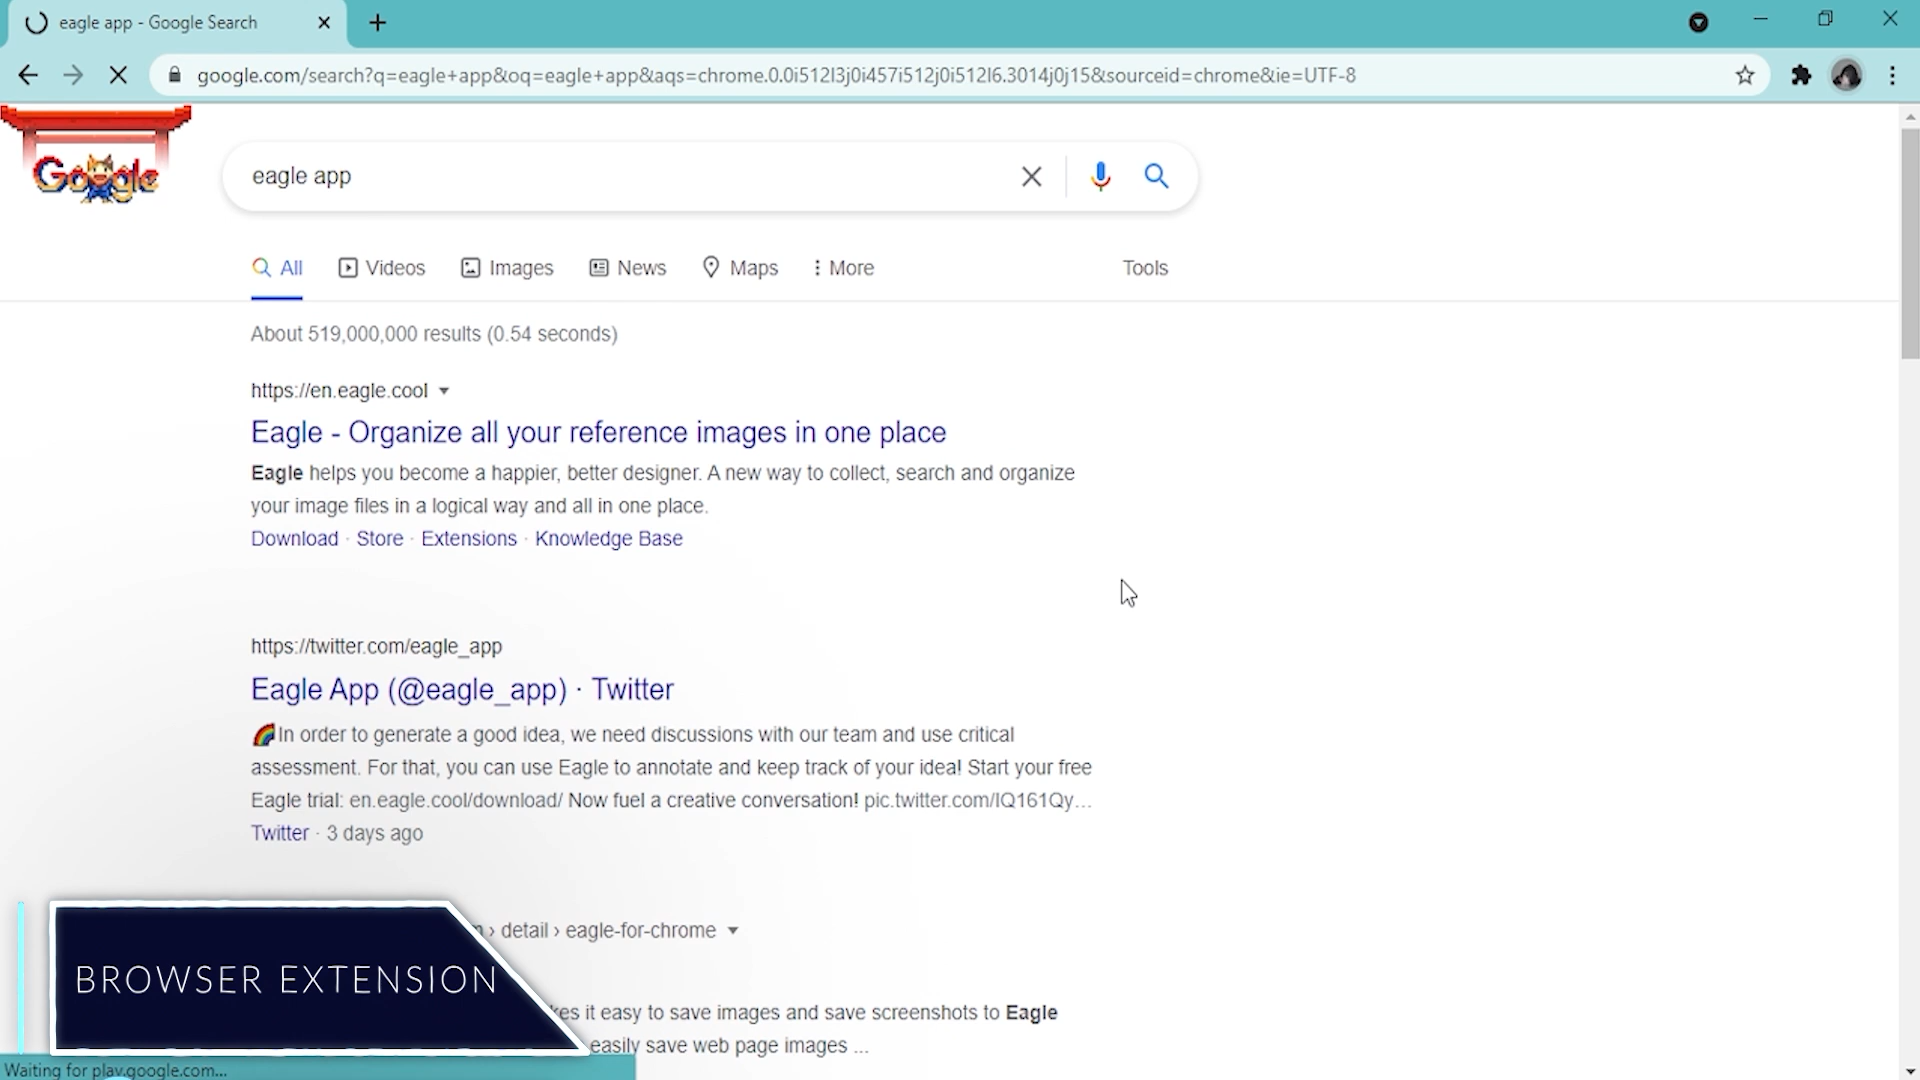 eagle app - Google Search
google.com/search?q=eagle+app&oq=eagle+app&aqs=chrome.0.0i512l3j0i457i512j0i512l6.3014j0j15&sourceid=chrome&ie=UTF-8
Google
eagle app
All Videos Images News Maps More Tools
About 519,000,000 results (0.54 seconds)
https://en.eagle.cool
Eagle - Organize all your reference images in one place
Eagle helps you become a happier, better designer. A new way to collect, search and organize
your image files in a logical way and all in one place.
Download · Store · Extensions · Knowledge Base
https://twitter.com/eagle_app
Eagle App (@eagle_app) · Twitter
In order to generate a good idea, we need discussions with our team and use critical
assessment. For that, you can use Eagle to annotate and keep track of your idea! Start your free
Eagle trial: en.eagle.cool/download/ Now fuel a creative conversation! pic.twitter.com/IQ161Qy...
Twitter · 3 days ago
› detail › eagle-for-chrome
BROWSER EXTENSION
it easy to save images and save screenshots to Eagle
easily save web page images ...
Waiting for play.google.com...